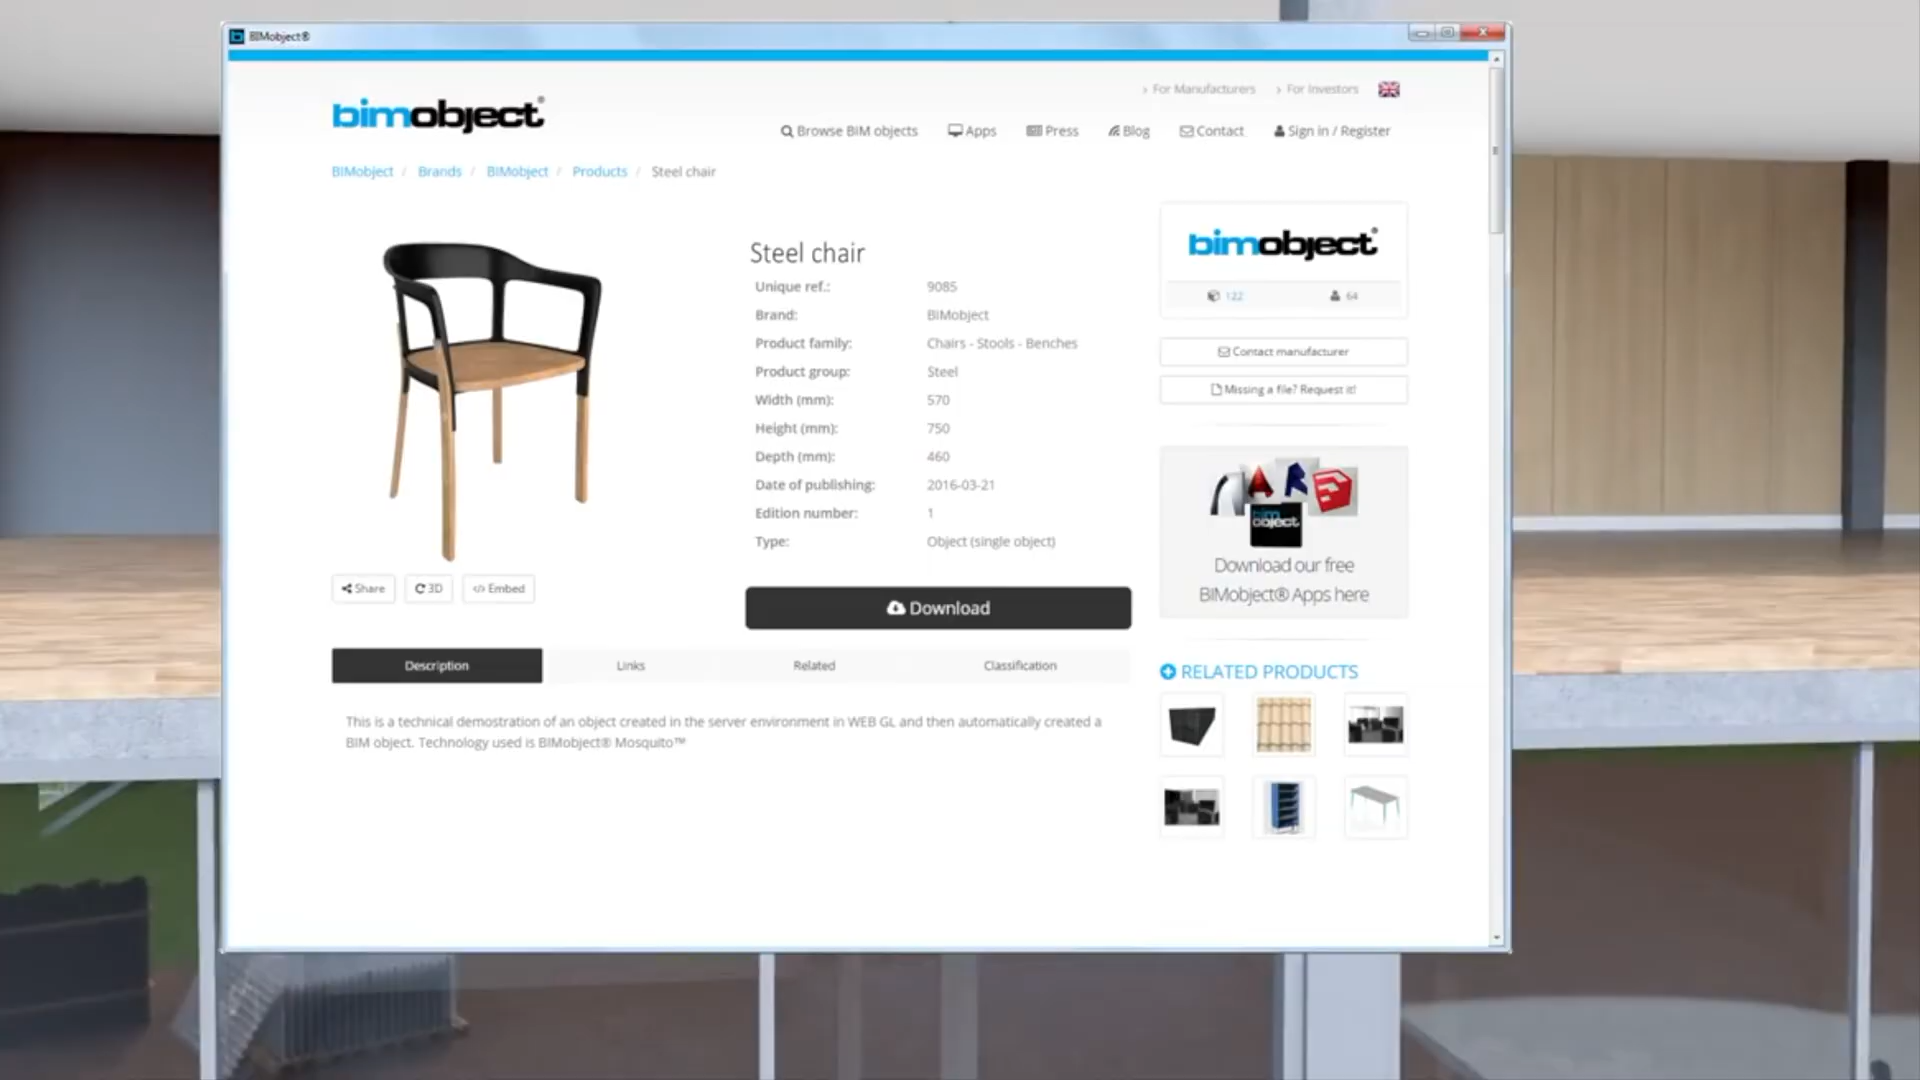 BIMobject®
For Manufacturers
For Investors
bimobject®
Browse BIM objects
Apps
Press
Blog
Contact
Sign in / Register
BIMobject / Brands / BIMobject / Products / Steel chair
Steel chair
Unique ref.: 9085
Brand: BIMobject
Product family: Chairs - Stools - Benches
Product group: Steel
Width (mm): 570
Height (mm): 750
Depth (mm): 460
Date of publishing: 2016-03-21
Edition number: 1
Type: Object (single object)
Share
3D
Embed
Download
Description
Links
Related
Classification
This is a technical demostration of an object created in the server environment in WEB GL and then automatically created a
BIM object. Technology used is BIMobject® Mosquito™
bimobject®
122
64
Contact manufacturer
Missing a file? Request it!
bim
object
Download our free
BIMobject® Apps here
RELATED PRODUCTS